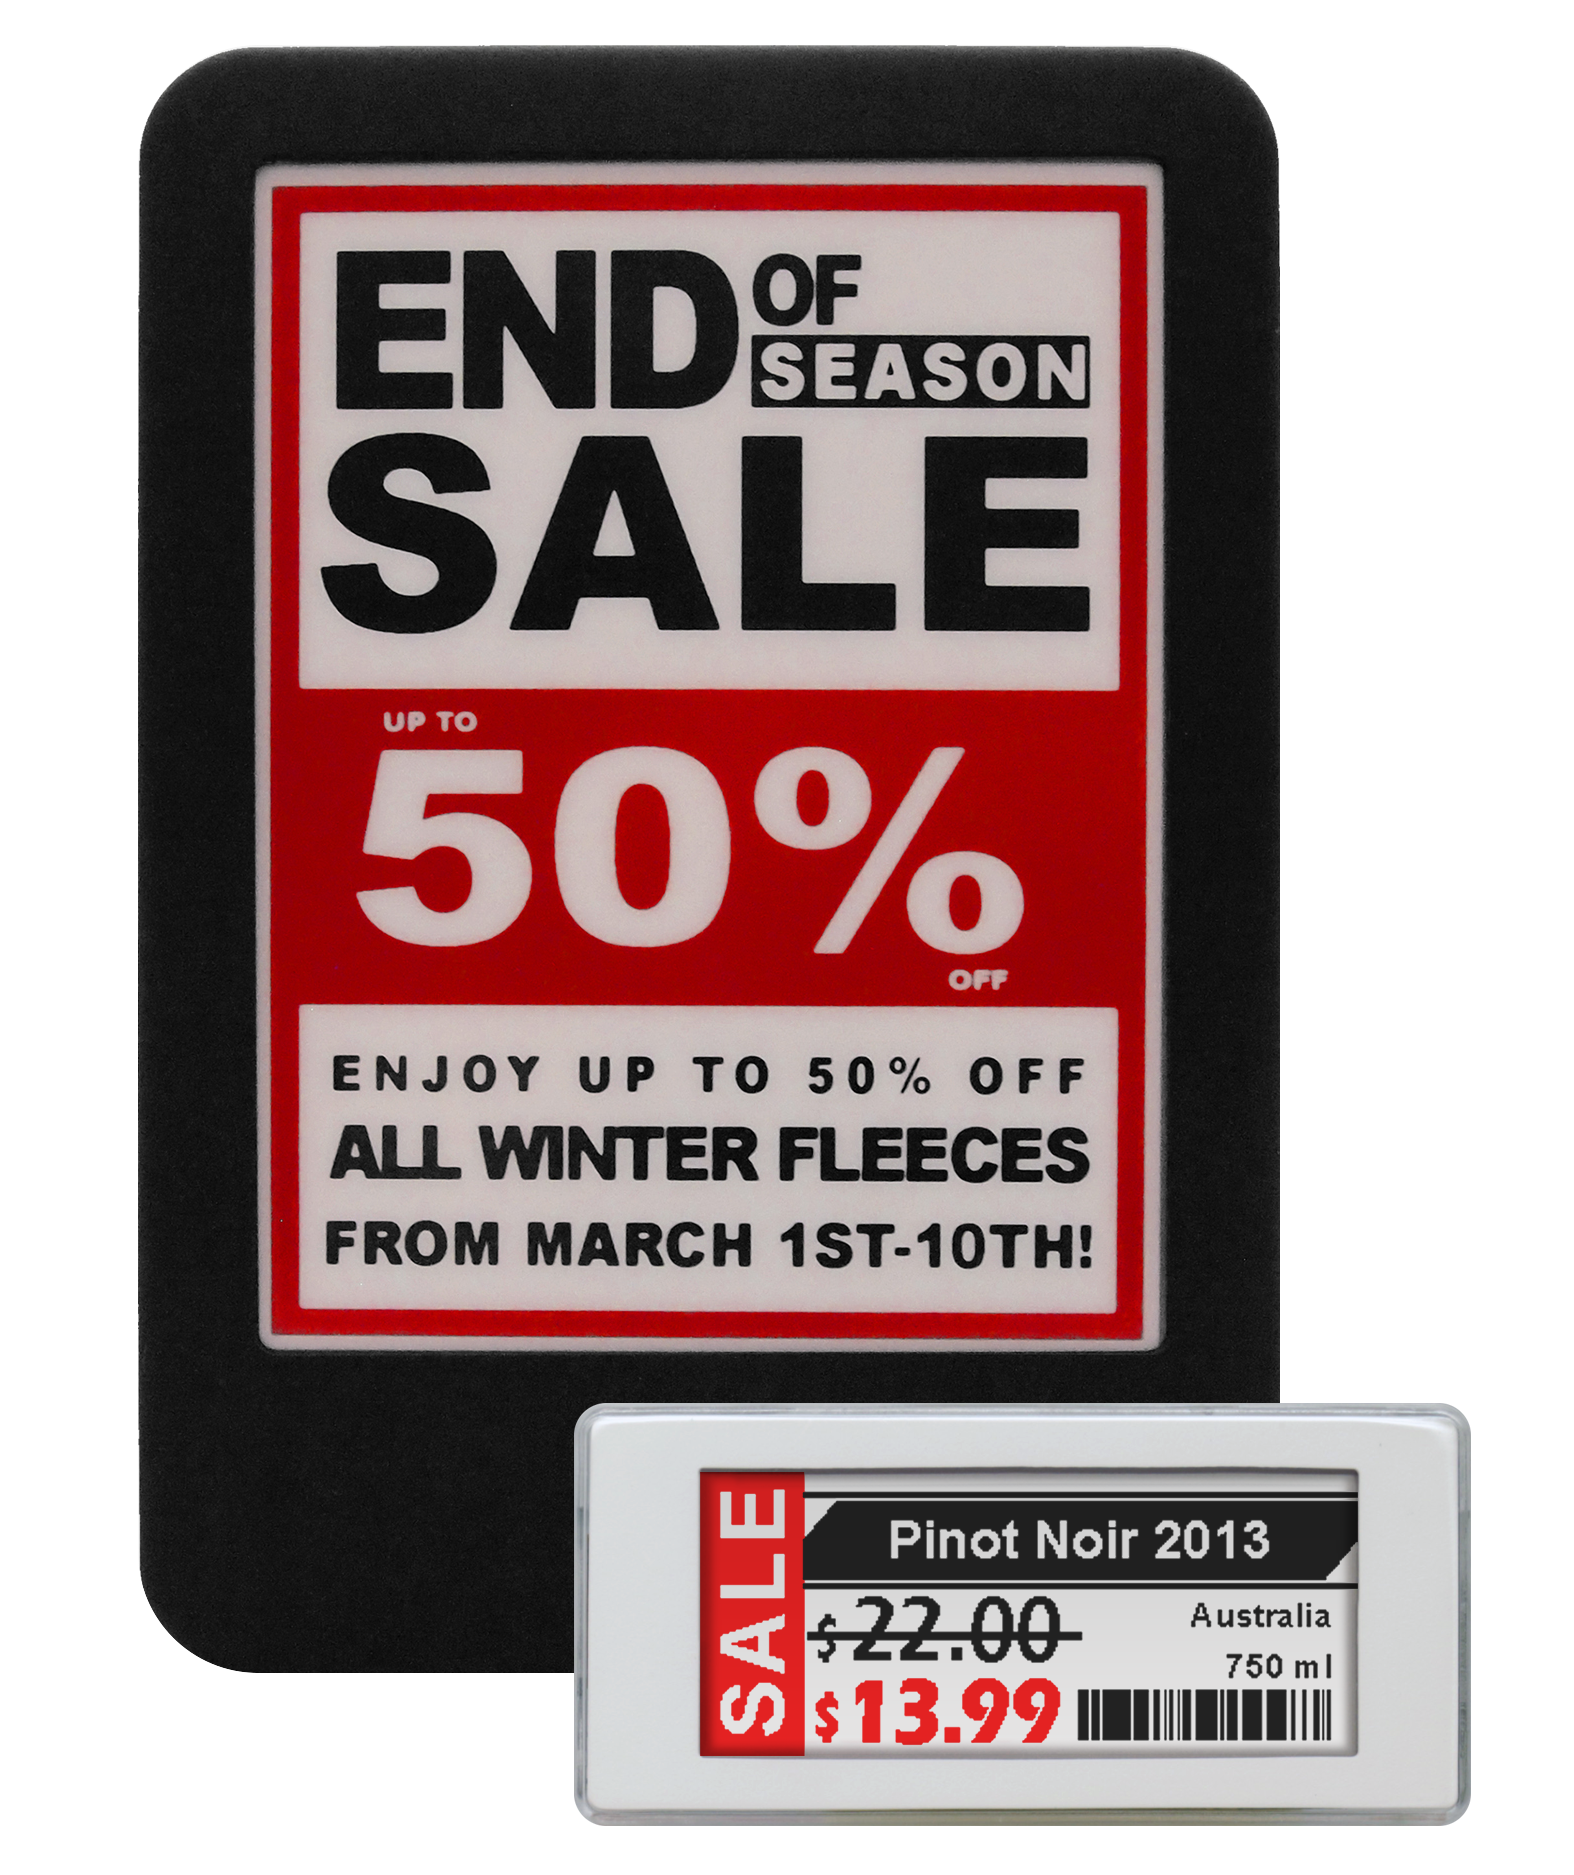 END OF
SEASON
SALE
UP TO
50%
OFF
ENJOY UP TO 50% OFF
ALL WINTER FLEECES
FROM MARCH 1ST-10TH!
SALE
Pinot Noir 2013
$22.00
Australia
750 ml
$13.99